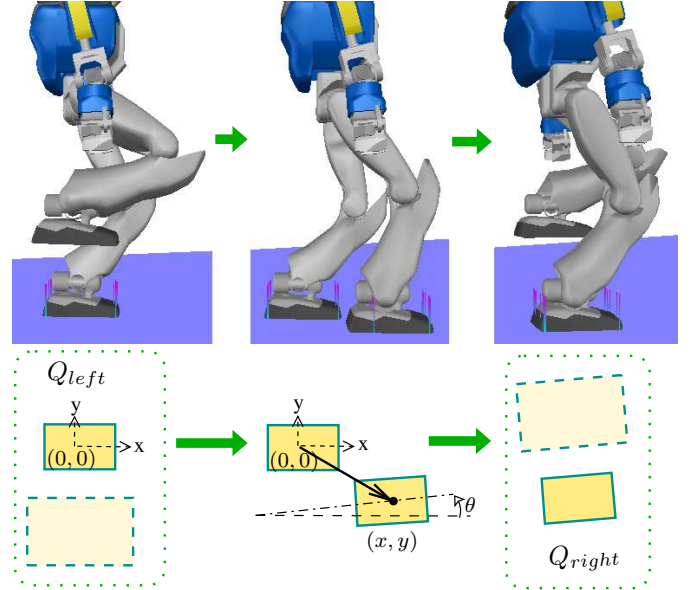 Q_left
y
x
(0, 0)
y
x
(0, 0)
θ
(x, y)
Q_right